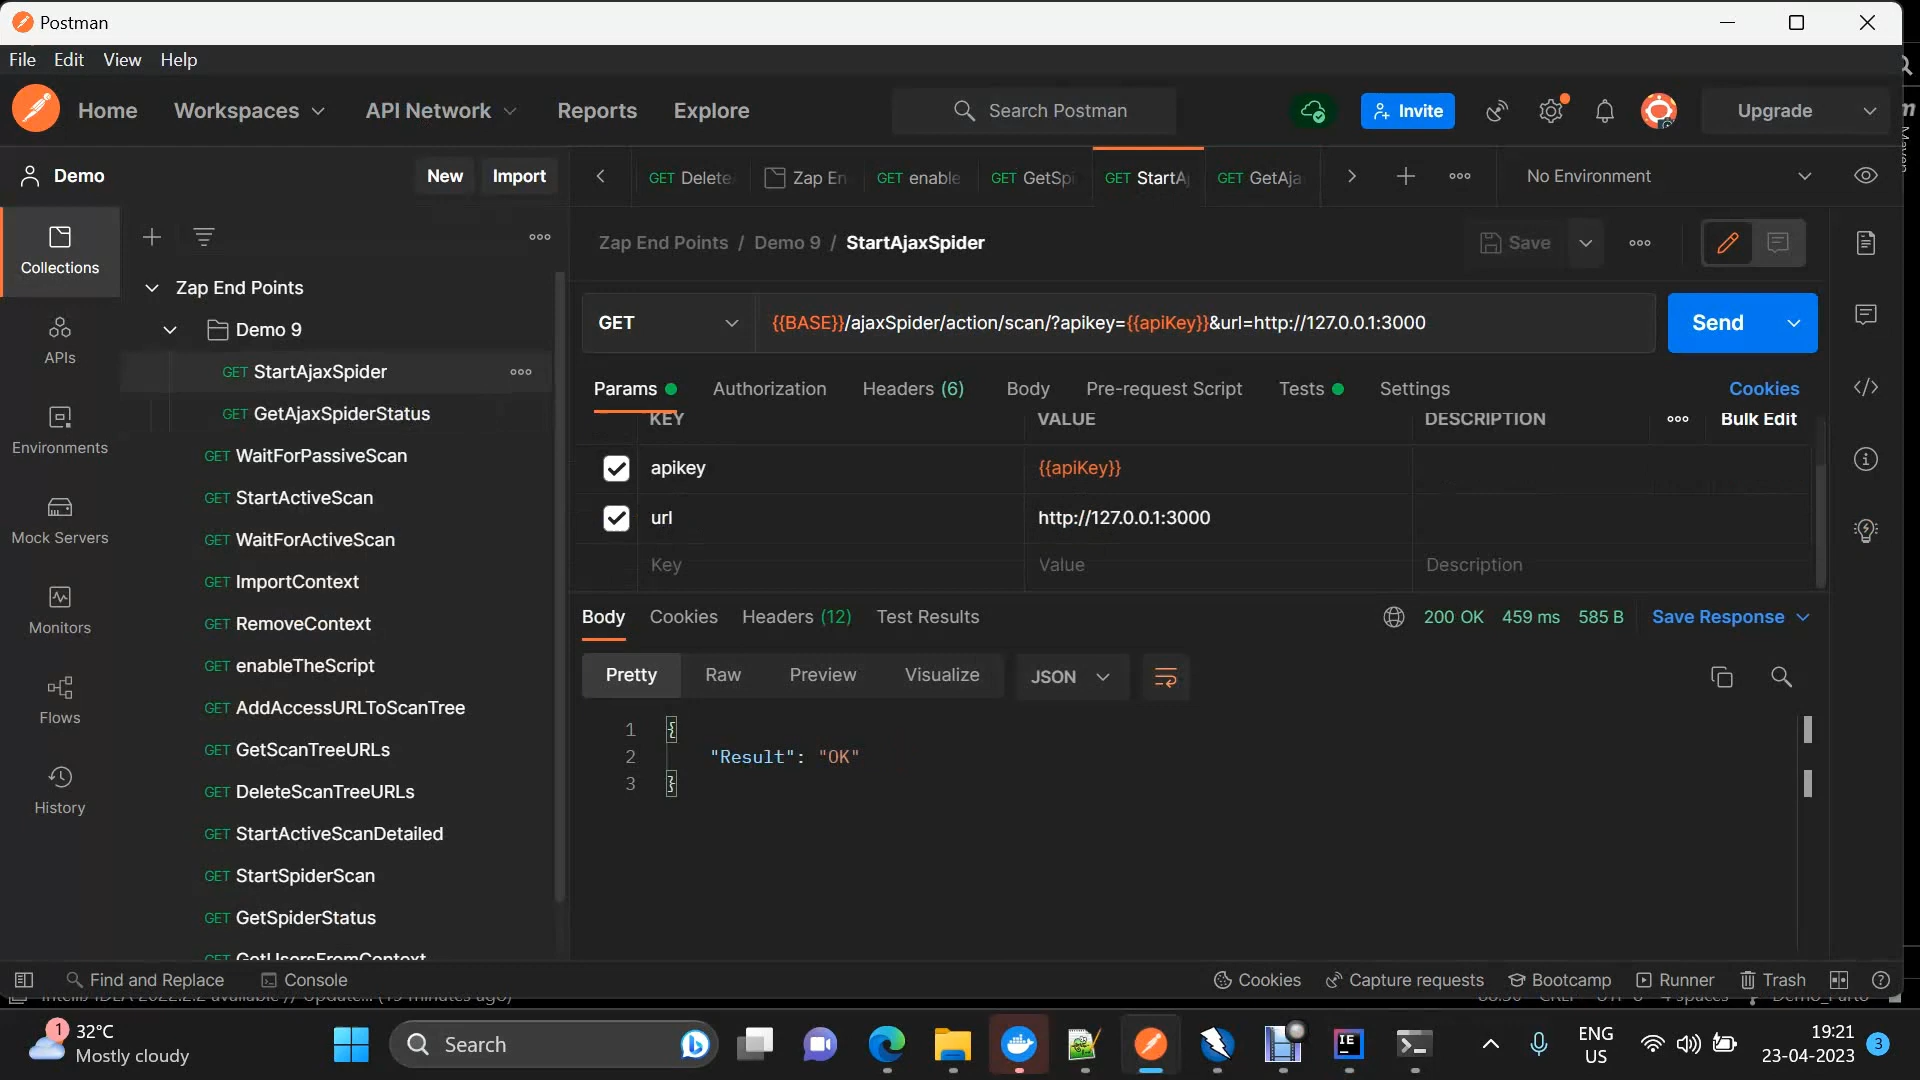 Postman
File Edit View Help
Home Workspaces API Network Reports Explore Search Postman Invite Upgrade
Demo New Import
GET Delete Zap En GET enable GET GetSpi GET StartAj GET GetAja No Environment
Collections
APIs
Environments
Mock Servers
Monitors
Flows
History
Zap End Points
Demo 9
GET StartAjaxSpider
GET GetAjaxSpiderStatus
GET WaitForPassiveScan
GET StartActiveScan
GET WaitForActiveScan
GET ImportContext
GET RemoveContext
GET enableTheScript
GET AddAccessURLToScanTree
GET GetScanTreeURLs
GET DeleteScanTreeURLs
GET StartActiveScanDetailed
GET StartSpiderScan
GET GetSpiderStatus
GET GetUsersFromContext
Zap End Points / Demo 9 / StartAjaxSpider Save
GET {{BASE}}/ajaxSpider/action/scan/?apikey={{apiKey}}&url=http://127.0.0.1:3000 Send
Params Authorization Headers (6) Body Pre-request Script Tests Settings Cookies
KEY VALUE DESCRIPTION Bulk Edit
apikey {{apiKey}}
url http://127.0.0.1:3000
Key Value Description
Body Cookies Headers (12) Test Results 200 OK 459 ms 585 B Save Response
Pretty Raw Preview Visualize JSON
1 {
2 "Result": "OK"
3 }
Find and Replace Console Cookies Capture requests Bootcamp Runner Trash
1 32°C
Mostly cloudy
Search
IE
ENG
US
19:21
23-04-2023
3